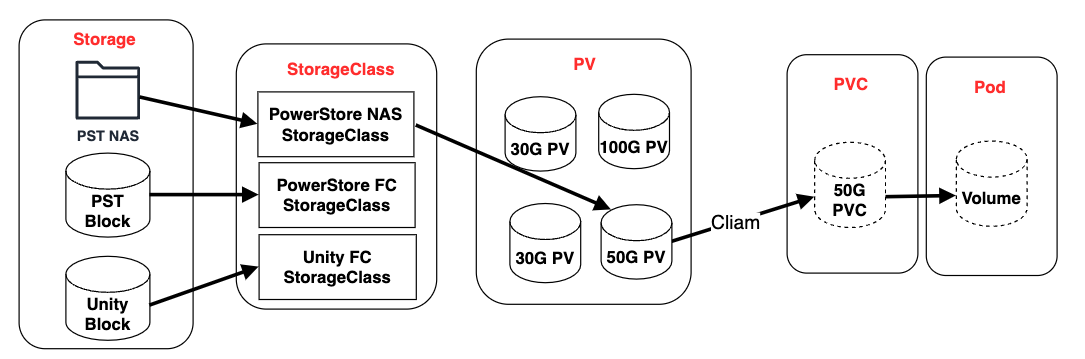 Storage
PST NAS
PST
Block
Unity
Block
StorageClass
PowerStore NAS
StorageClass
PowerStore FC
StorageClass
Unity FC
StorageClass
PV
30G PV
100G PV
30G PV
50G PV
Cliam
PVC
50G
PVC
Pod
Volume